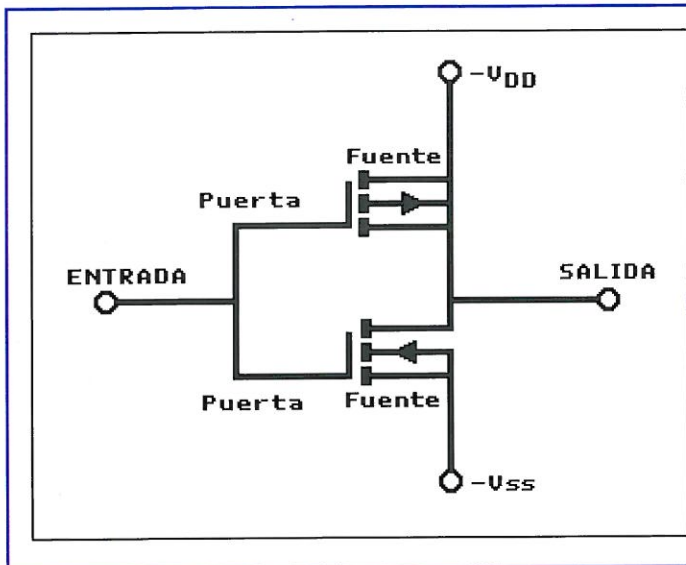 -VDD
Fuente
Puerta
ENTRADA
SALIDA
Puerta
Fuente
-Vss